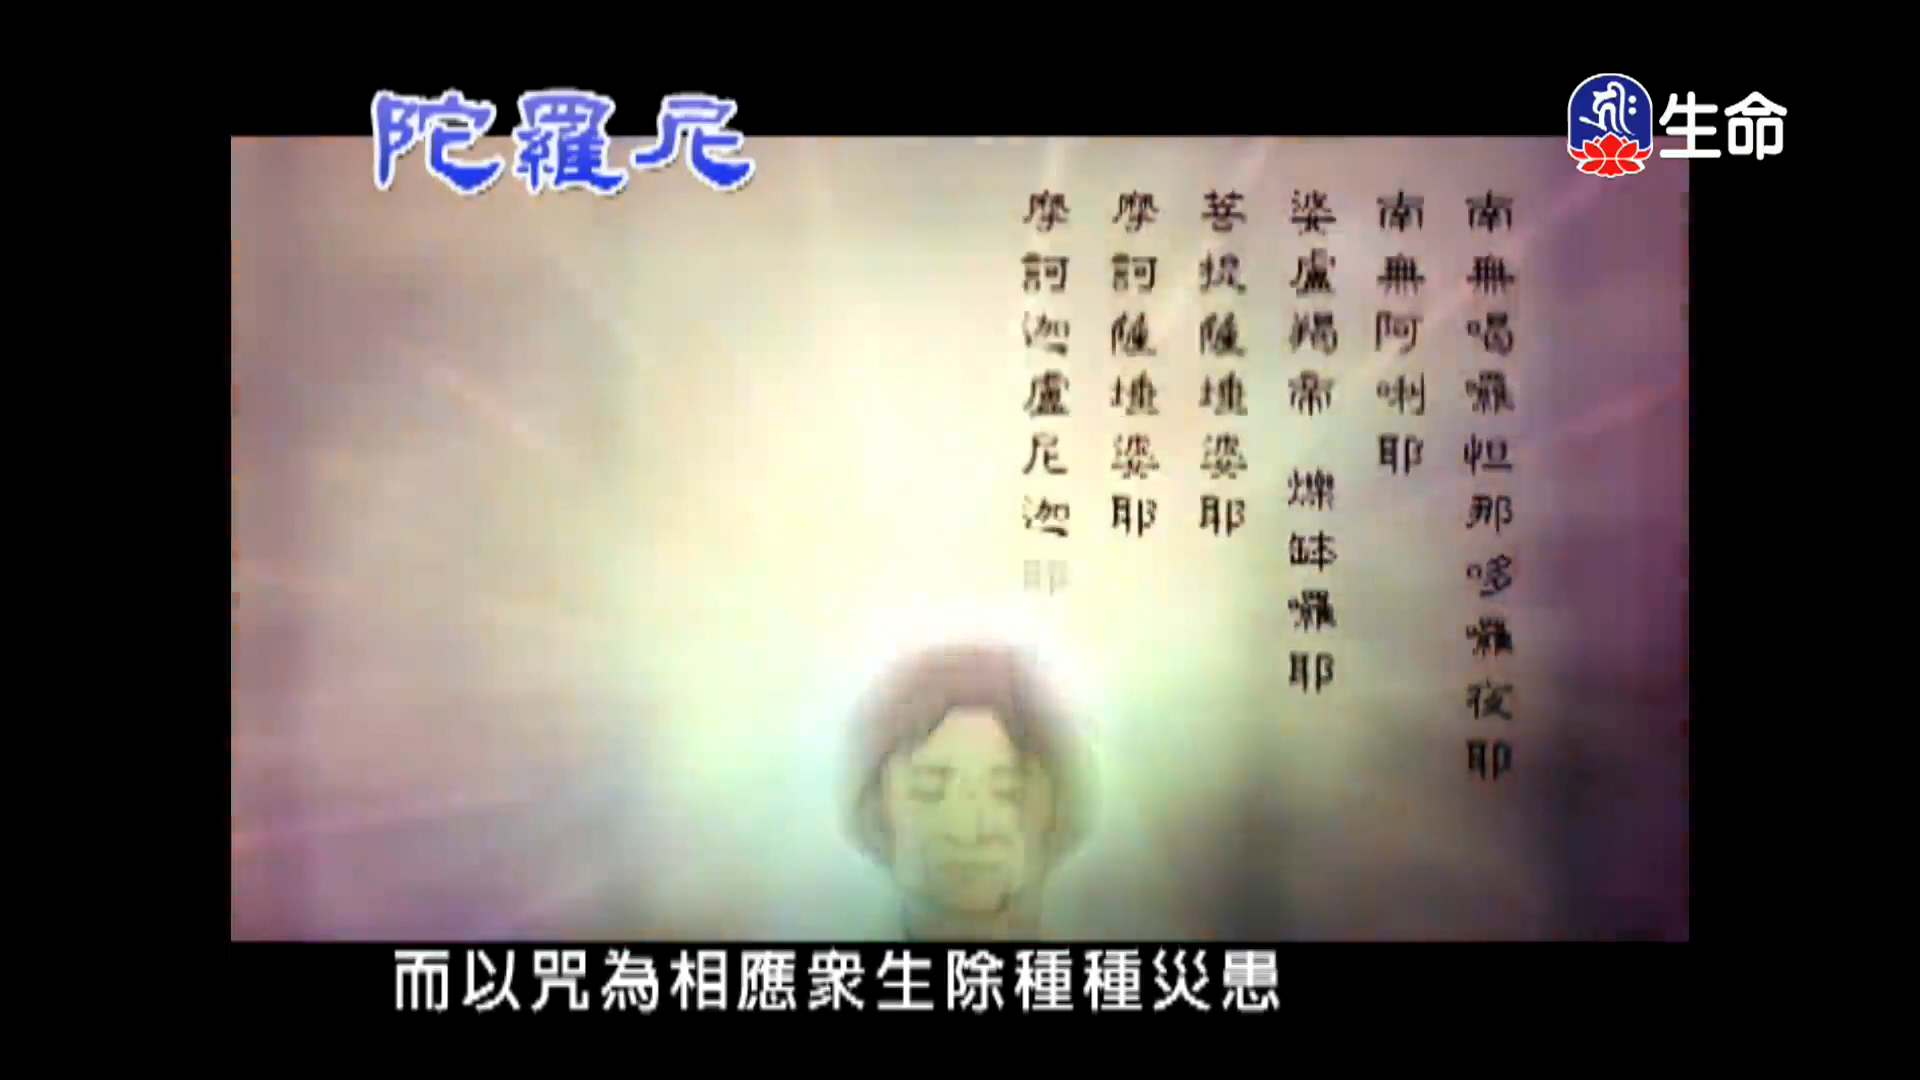 陀羅尼
生命
南無喝囉怛那哆囉夜耶
南無阿唎耶
婆盧羯帝 爍缽囉耶
菩提薩埵婆耶
摩訶薩埵婆耶
摩訶迦盧尼迦耶
而以咒為相應衆生除種種災患